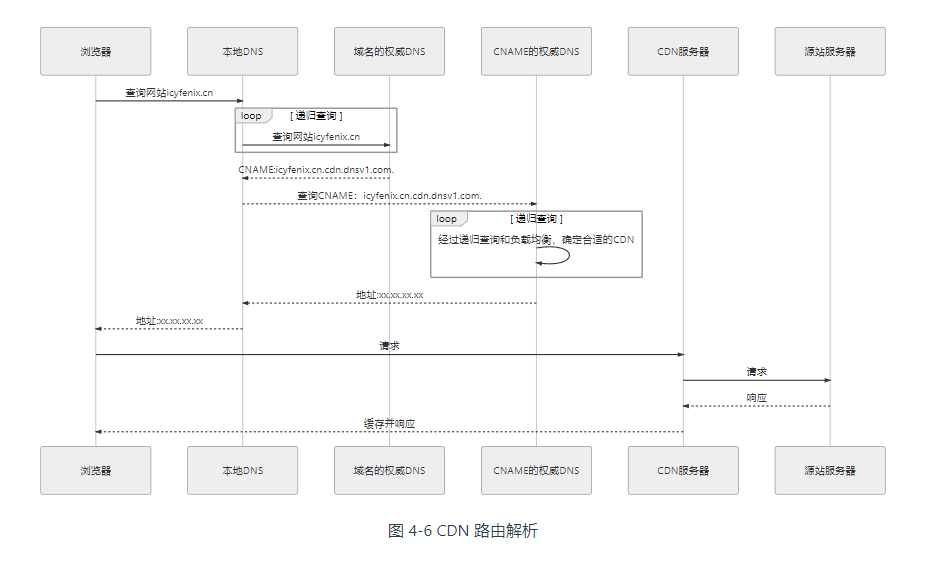 浏览器
本地DNS
域名的权威DNS
CNAME的权威DNS
CDN服务器
源站服务器
查询网站icyfenix.cn
loop
[ 递归查询 ]
查询网站icyfenix.cn
CNAME:icyfenix.cn.cdn.dnsv1.com.
查询CNAME：icyfenix.cn.cdn.dnsv1.com.
loop
[ 递归查询 ]
经过递归查询和负载均衡，确定合适的CDN
地址:xx.xx.xx.xx
地址:xx.xx.xx.xx
请求
请求
响应
缓存并响应
浏览器
本地DNS
域名的权威DNS
CNAME的权威DNS
CDN服务器
源站服务器
图 4-6 CDN 路由解析